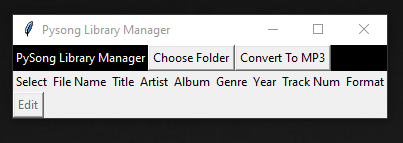 Pysong Library Manager
PySong Library Manager Choose Folder Convert To MP3
Select File Name Title Artist Album Genre Year Track Num Format
Edit